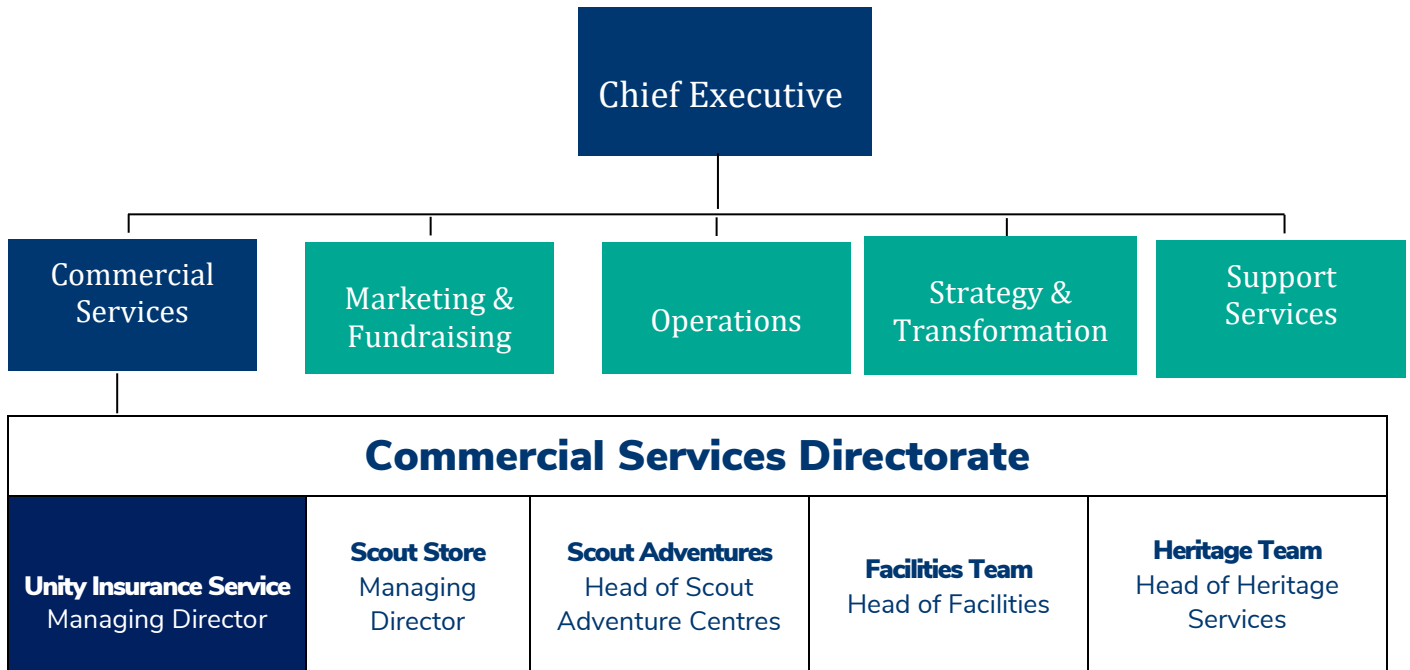 Chief Executive
Commercial
Services
Marketing &
Fundraising
Operations
Strategy &
Transformation
Support
Services
Commercial Services Directorate
Unity Insurance Service
Managing Director
Scout Store
Managing
Director
Scout Adventures
Head of Scout
Adventure Centres
Facilities Team
Head of Facilities
Heritage Team
Head of Heritage
Services